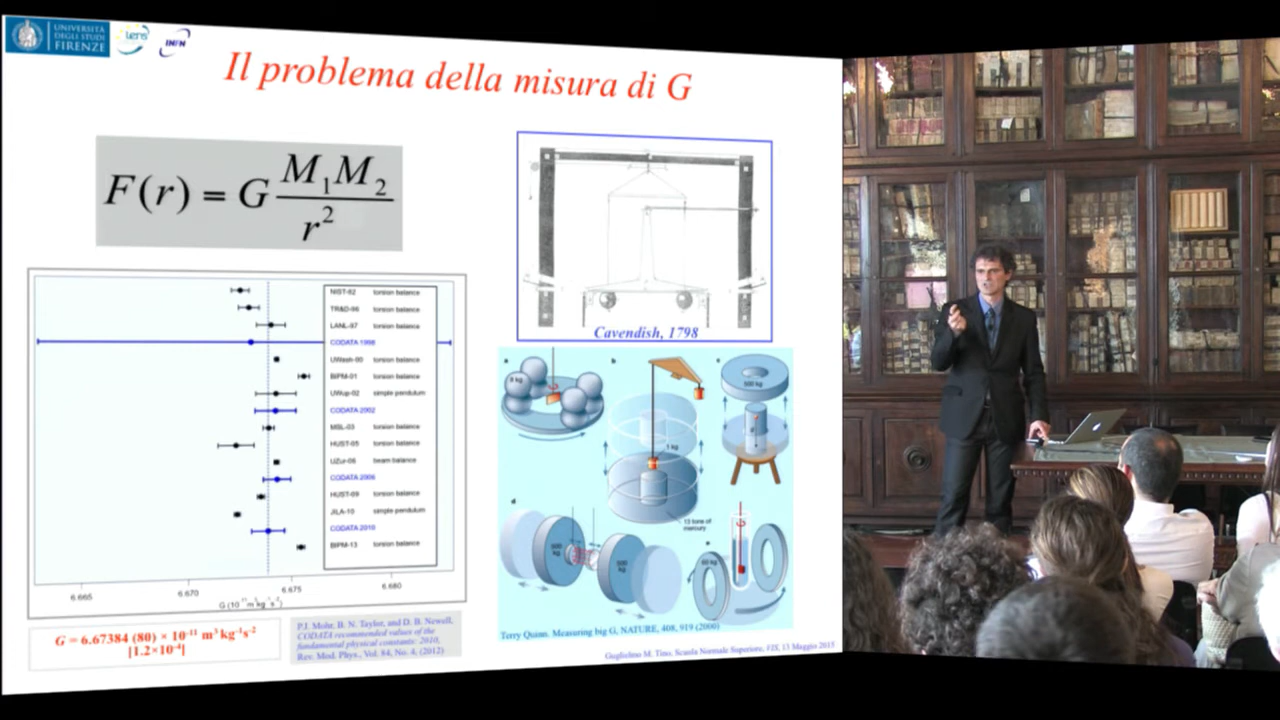 UNIVERSITÀ
DEGLI STUDI
FIRENZE
lens
INFN
Il problema della misura di G
F(r) = G M₁M₂ / r²
NIST-82 torsion balance
TR&D-96 torsion balance
LANL-97 torsion balance
CODATA 1998
UWash-00 torsion balance
BIPM-01 torsion balance
UWup-02 simple pendulum
CODATA 2002
MSL-03 torsion balance
HUST-05 torsion balance
UZur-06 beam balance
CODATA 2006
HUST-09 torsion balance
JILA-10 simple pendulum
CODATA 2010
BIPM-13 torsion balance
6.665 6.670 6.675 6.680
G (10⁻¹¹ m³ kg⁻¹ s⁻²)
G = 6.67384 (80) × 10⁻¹¹ m³ kg⁻¹s⁻²
[1.2×10⁻⁴]
P.J. Mohr, B. N. Taylor, and D. B. Newell,
CODATA recommended values of the
fundamental physical constants: 2010,
Rev. Mod. Phys., Vol. 84, No. 4, (2012)
Cavendish, 1798
a
8 kg
b
1 kg
13 tons of
mercury
c
500 kg
d
500
kg
500
kg
e
60 kg
Terry Quinn. Measuring big G, NATURE, 408, 919 (2000)
Guglielmo M. Tino, Scuola Normale Superiore, VIS, 13 Maggio 2015